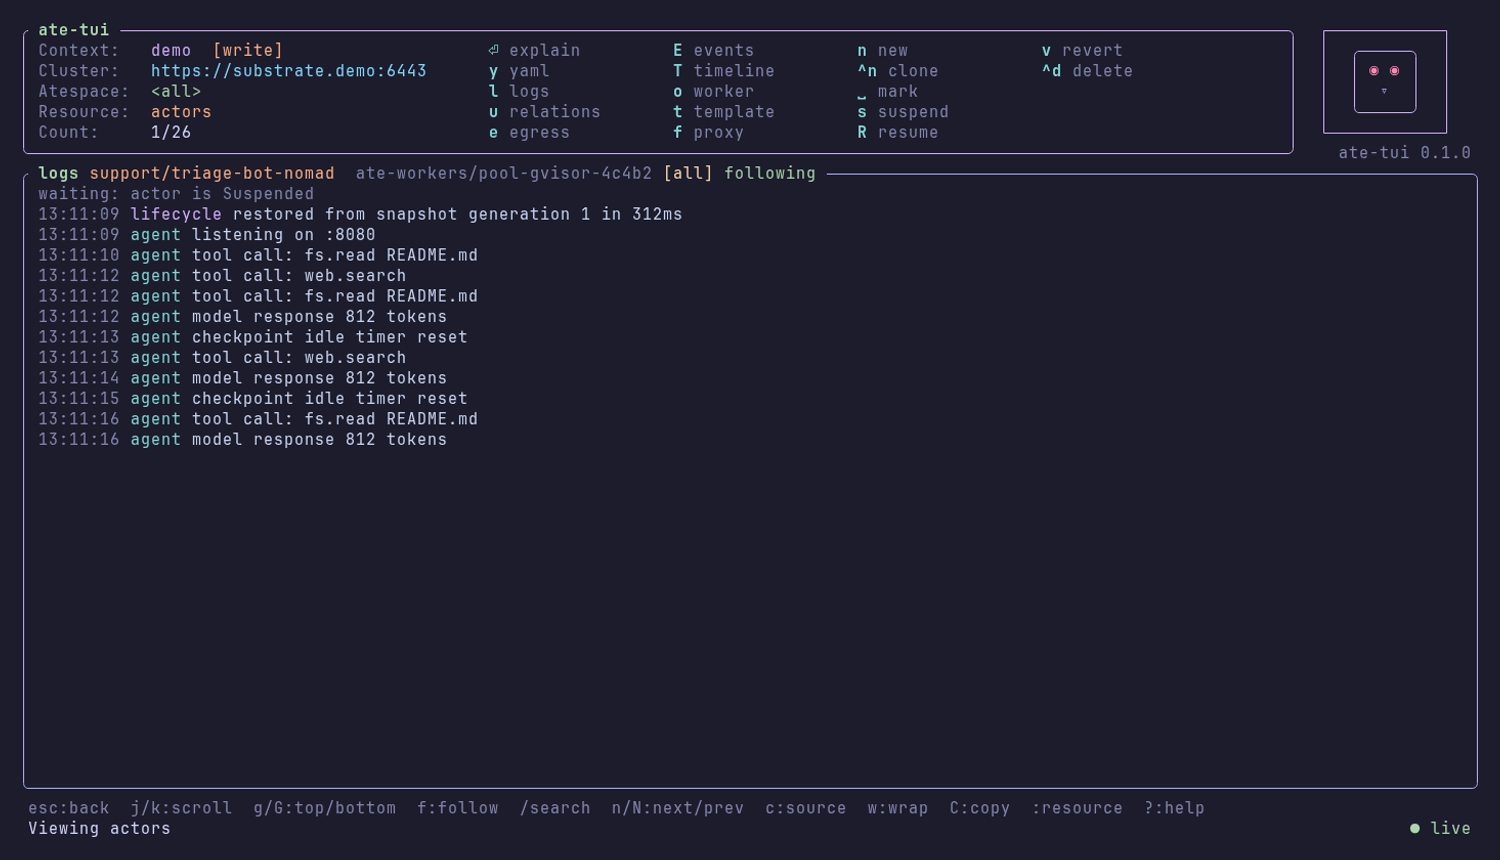 ate-tui
Context: demo [write] ⏎ explain E events n new v revert
Cluster: https://substrate.demo:6443 y yaml T timeline ^n clone ^d delete
Atespace: <all> l logs o worker ␣ mark
Resource: actors u relations t template s suspend
Count: 1/26 e egress f proxy R resume
ate-tui 0.1.0
logs support/triage-bot-nomad ate-workers/pool-gvisor-4c4b2 [all] following
waiting: actor is Suspended
13:11:09 lifecycle restored from snapshot generation 1 in 312ms
13:11:09 agent listening on :8080
13:11:10 agent tool call: fs.read README.md
13:11:12 agent tool call: web.search
13:11:12 agent tool call: fs.read README.md
13:11:12 agent model response 812 tokens
13:11:13 agent checkpoint idle timer reset
13:11:13 agent tool call: web.search
13:11:14 agent model response 812 tokens
13:11:15 agent checkpoint idle timer reset
13:11:16 agent tool call: fs.read README.md
13:11:16 agent model response 812 tokens
esc:back j/k:scroll g/G:top/bottom f:follow /search n/N:next/prev c:source w:wrap C:copy :resource ?:help
Viewing actors ● live